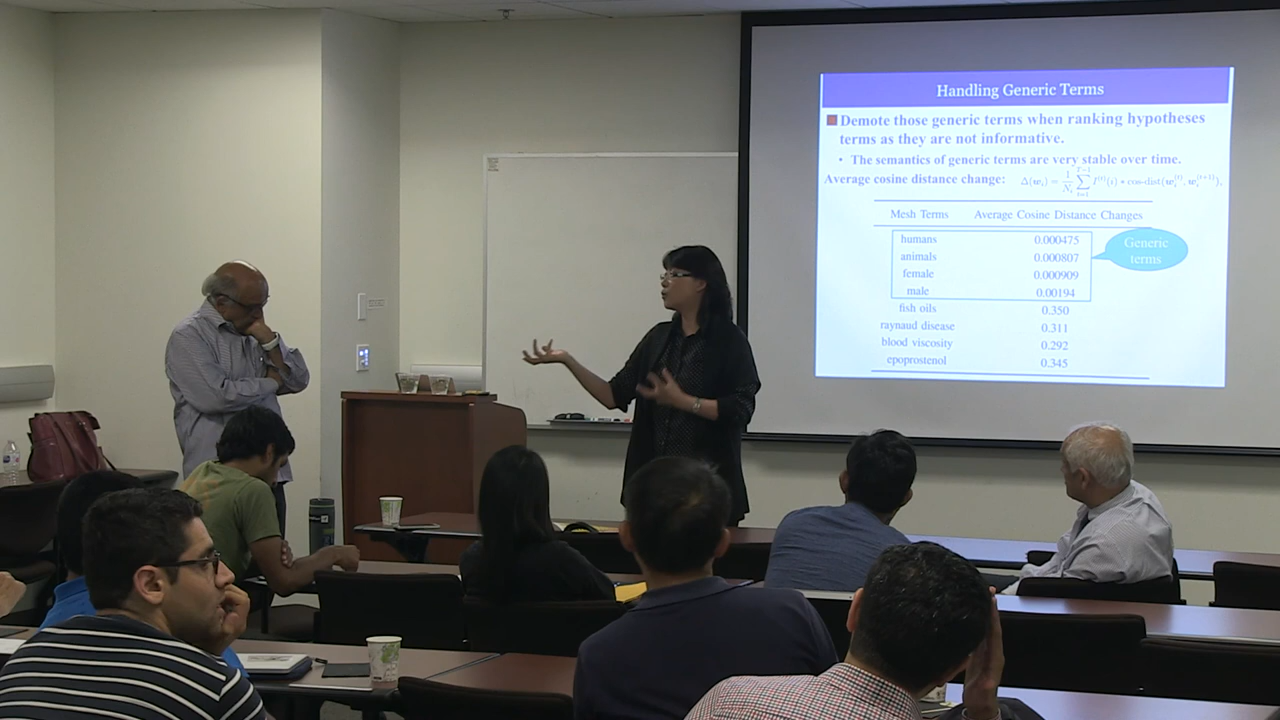 Handling Generic Terms
Demote those generic terms when ranking hypotheses
terms as they are not informative.
• The semantics of generic terms are very stable over time.
Average cosine distance change:
Mesh Terms Average Cosine Distance Changes
humans 0.000475
animals 0.000807
female 0.000909
male 0.00194
Generic
terms
fish oils 0.350
raynaud disease 0.311
blood viscosity 0.292
epoprostenol 0.345